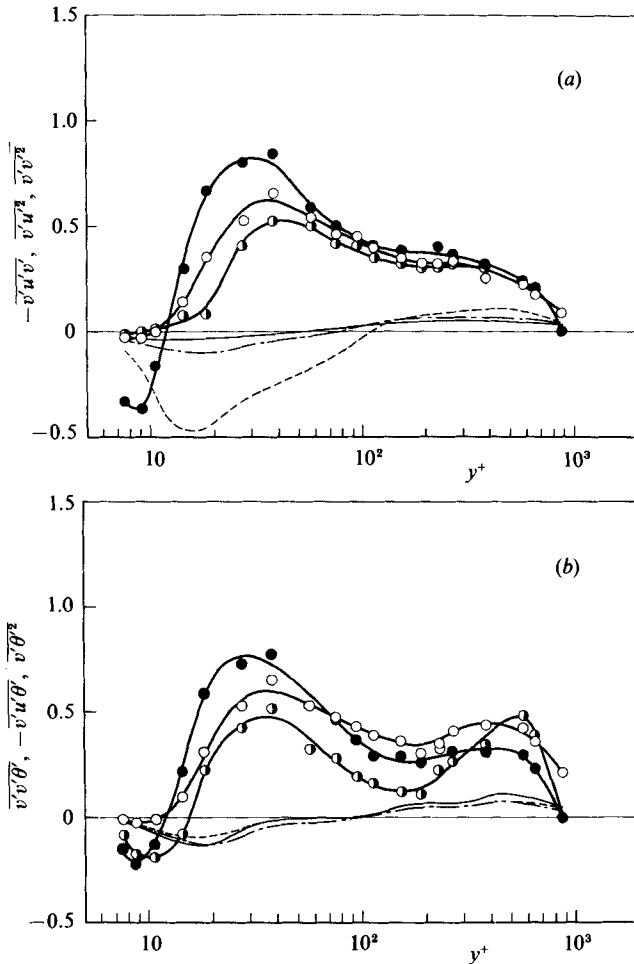 1.5
(a)
1.0
0.5
0
−0.5
$-\overline{v'u'v'}$, $\overline{v'u'^2}$, $\overline{v'v'^2}$
10
10²
10³
y⁺
1.5
(b)
1.0
0.5
0
−0.5
$\overline{v'v'\theta'}$, $-\overline{v'u'\theta'}$, $\overline{v'\theta'^2}$
10
10²
10³
y⁺